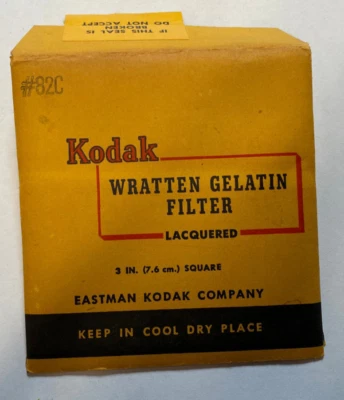 IF THIS SEAL IS
BROKEN
DO NOT ACCEPT
#82C
Kodak
WRATTEN GELATIN
FILTER
LACQUERED
3 IN. (7.6 cm.) SQUARE
EASTMAN KODAK COMPANY
KEEP IN COOL DRY PLACE